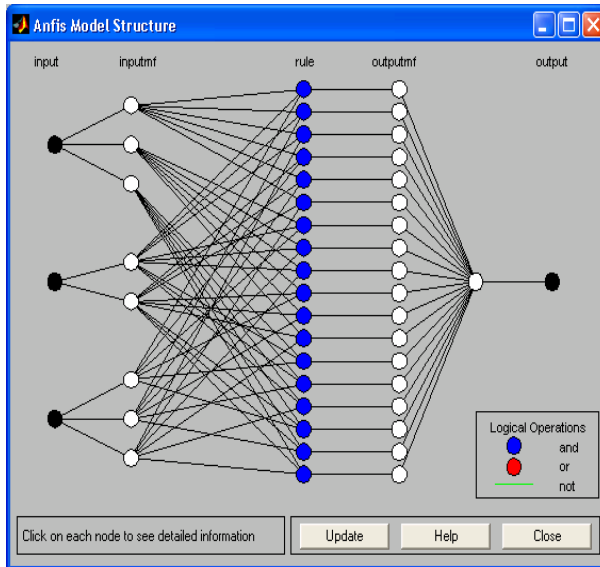 Anfis Model Structure
input inputmf rule outputmf output
Logical Operations
and
or
not
Click on each node to see detailed information
Update Help Close